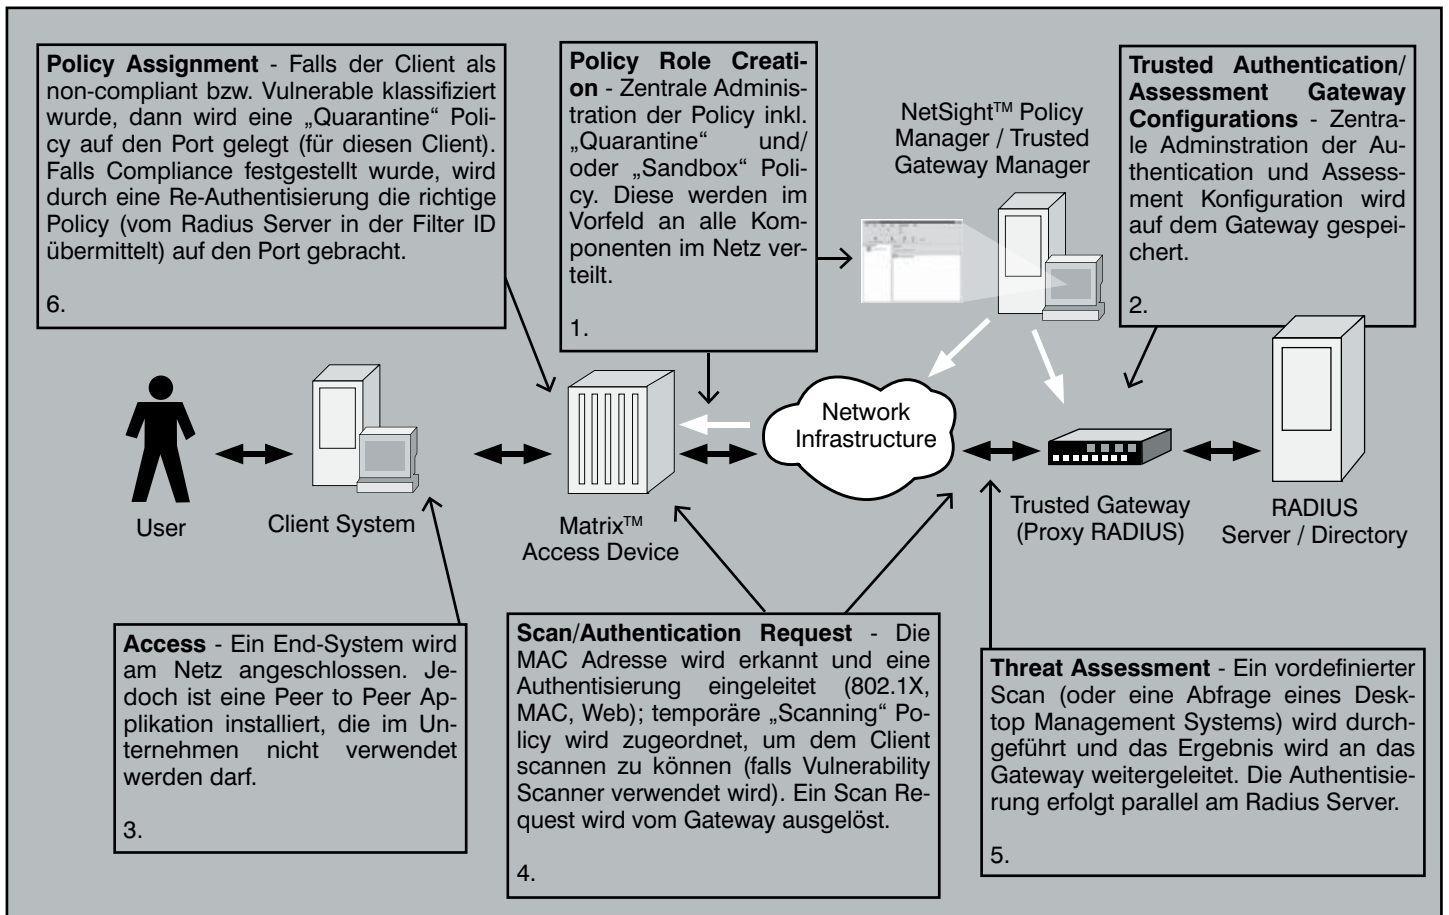 Policy Assignment - Falls der Client als
non-compliant bzw. Vulnerable klassifiziert
wurde, dann wird eine „Quarantine“ Poli-
cy auf den Port gelegt (für diesen Client).
Falls Compliance festgestellt wurde, wird
durch eine Re-Authentisierung die richtige
Policy (vom Radius Server in der Filter ID
übermittelt) auf den Port gebracht.
6.
Policy Role Creati-
on - Zentrale Adminis-
tration der Policy inkl.
„Quarantine“ und/
oder „Sandbox“ Poli-
cy. Diese werden im
Vorfeld an alle Kom-
ponenten im Netz ver-
teilt.
1.
NetSight™ Policy
Manager / Trusted
Gateway Manager
Trusted Authentication/
Assessment Gateway
Configurations - Zentra-
le Adminstration der Au-
thentication und Assess-
ment Konfiguration wird
auf dem Gateway gespei-
chert.
2.
Network
Infrastructure
User
Client System
Matrix™
Access Device
Trusted Gateway
(Proxy RADIUS)
RADIUS
Server / Directory
Access - Ein End-System wird
am Netz angeschlossen. Je-
doch ist eine Peer to Peer Ap-
plikation installiert, die im Un-
ternehmen nicht verwendet
werden darf.
3.
Scan/Authentication Request - Die
MAC Adresse wird erkannt und eine
Authentisierung eingeleitet (802.1X,
MAC, Web); temporäre „Scanning“ Po-
licy wird zugeordnet, um dem Client
scannen zu können (falls Vulnerability
Scanner verwendet wird). Ein Scan Re-
quest wird vom Gateway ausgelöst.
4.
Threat Assessment - Ein vordefinierter
Scan (oder eine Abfrage eines Desk-
top Management Systems) wird durch-
geführt und das Ergebnis wird an das
Gateway weitergeleitet. Die Authentisie-
rung erfolgt parallel am Radius Server.
5.